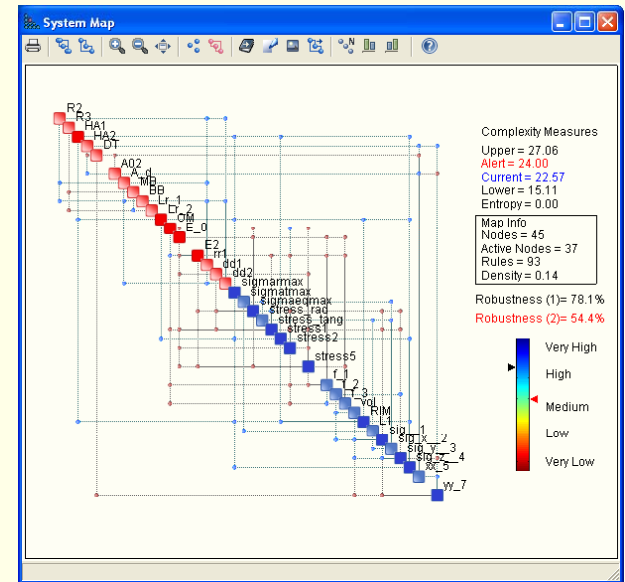 System Map
N
?
R2
R3
HA1
HA2
DT
A02
A_d
MB
BB
Lr_1
Lr_2
OM
E_0
E2
rr1
dd1
dd2
sigmarmax
sigmatmax
sigmaeqmax
stress_rad
stress_tang
stress1
stress2
stress5
f_1
f_2
f_3
vol
RIM
L1
sig__1
sig_x_2
sig_y_3
sig_z_4
xx_5
yy_7
Complexity Measures
Upper = 27.06
Alert = 24.00
Current = 22.57
Lower = 15.11
Entropy = 0.00
Map Info
Nodes = 45
Active Nodes = 37
Rules = 93
Density = 0.14
Robustness (1)= 78.1%
Robustness (2)= 54.4%
Very High
High
Medium
Low
Very Low